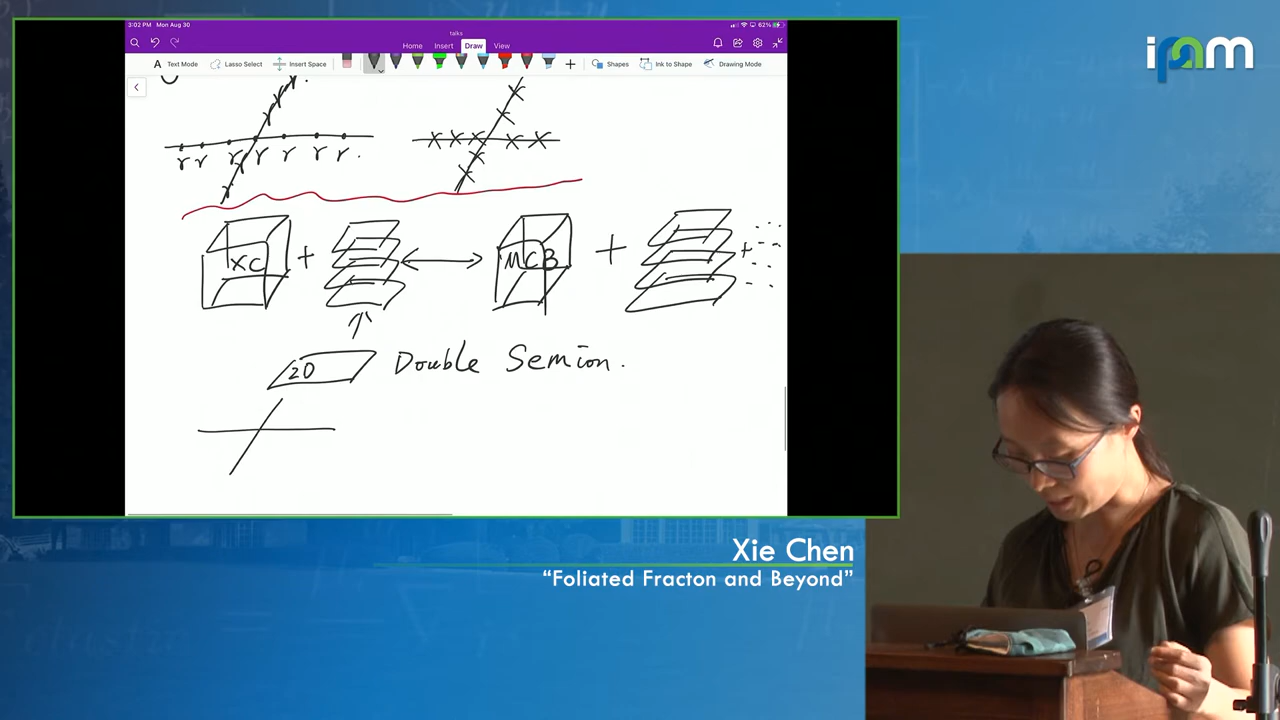 3:02 PM Mon Aug 30
62%
talks
Home Insert Draw View
Text Mode Lasso Select Insert Space Shapes Ink to Shape Drawing Mode
r r r r r r r
x x x x x
XC + ↔ MCB + +
2D Double Semion.
ipam
Xie Chen
“Foliated Fracton and Beyond”